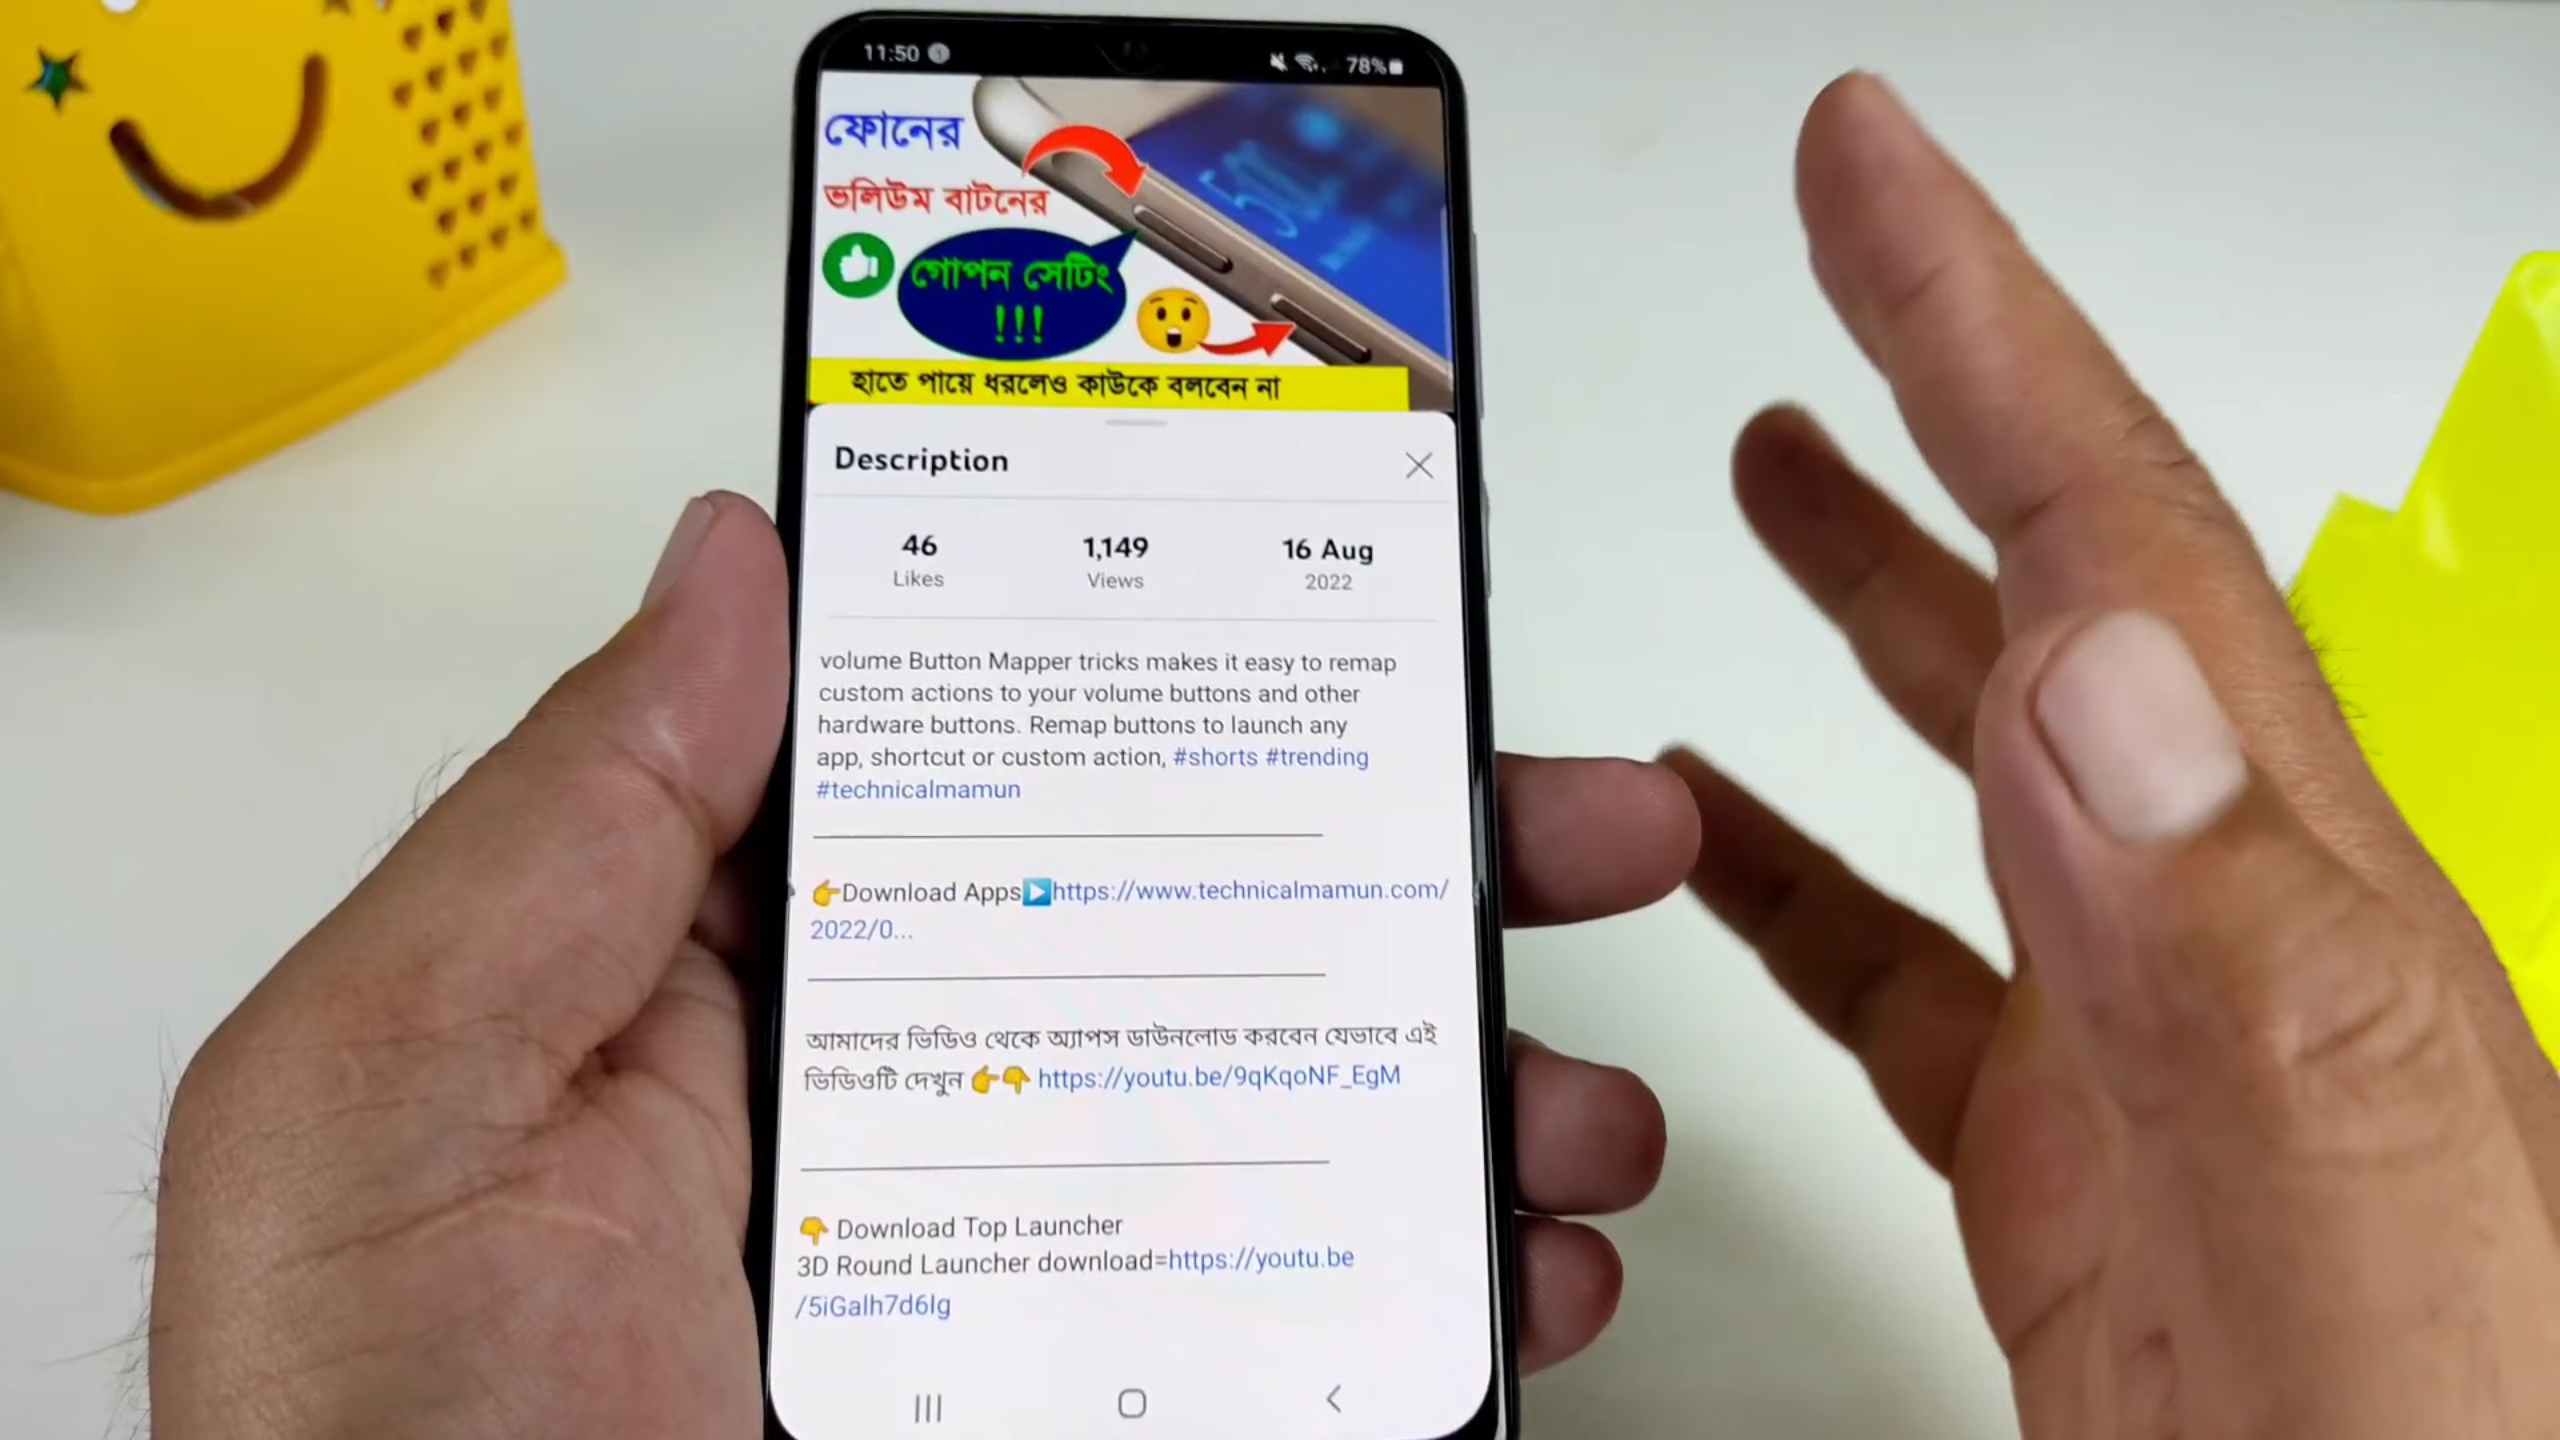 11:50
78%
ফোনের
ভলিউম বাটনের
গোপন সেটিং
!!!
হাতে পায়ে ধরলেও কাউকে বলবেন না
Description
46
Likes
1,149
Views
16 Aug
2022
volume Button Mapper tricks makes it easy to remap
custom actions to your volume buttons and other
hardware buttons. Remap buttons to launch any
app, shortcut or custom action, #shorts #trending
#technicalmamun
👉Download Apps▶️https://www.technicalmamun.com/
2022/0...
আমাদের ভিডিও থেকে অ্যাপস ডাউনলোড করবেন যেভাবে এই
ভিডিওটি দেখুন 👉👇 https://youtu.be/9qKqoNF_EgM
👇 Download Top Launcher
3D Round Launcher download=https://youtu.be
/5iGalh7d6lg